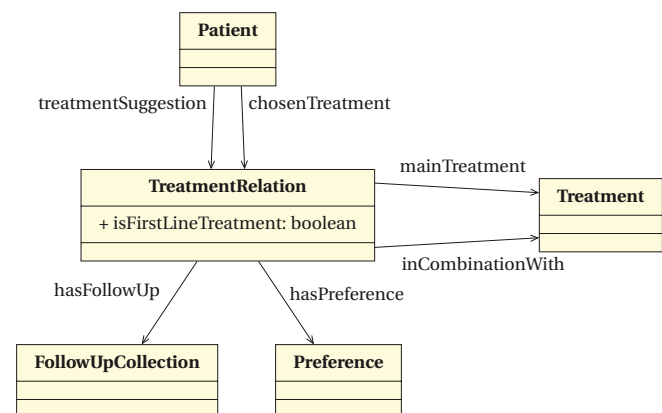 Patient
treatmentSuggestion
chosenTreatment
TreatmentRelation
mainTreatment
+ isFirstLineTreatment: boolean
Treatment
inCombinationWith
hasFollowUp
hasPreference
FollowUpCollection
Preference